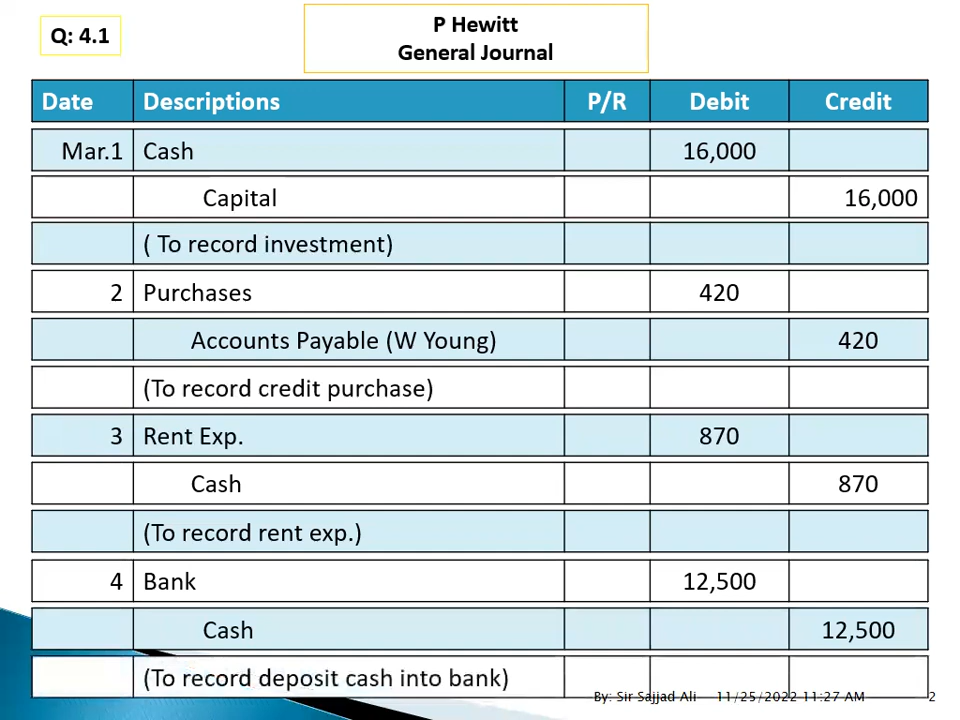 Q: 4.1
P Hewitt
General Journal
Date Descriptions P/R Debit Credit
Mar.1 Cash 16,000
Capital 16,000
( To record investment)
2 Purchases 420
Accounts Payable (W Young) 420
(To record credit purchase)
3 Rent Exp. 870
Cash 870
(To record rent exp.)
4 Bank 12,500
Cash 12,500
(To record deposit cash into bank)
By: Sir Sajjad Ali 11/25/2022 11:27 AM 2